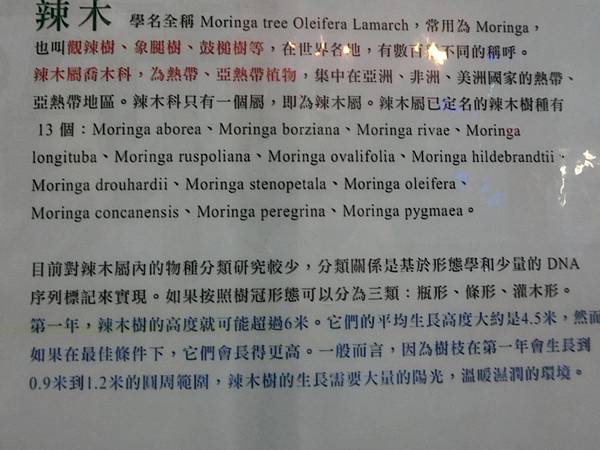 辣木 學名全稱 Moringa tree Oleifera Lamarch，常用為 Moringa，
也叫觀辣樹、象腿樹、鼓槌樹等，在世界各地，有數百 不同的稱呼。
辣木屬喬木科，為熱帶、亞熱帶植物，集中在亞洲、非洲、美洲國家的熱帶、
亞熱帶地區。辣木科只有一個屬，即為辣木屬。辣木屬已定名的辣木樹種有
13 個：Moringa aborea、Moringa borziana、Moringa rivae、Moringa
longituba、Moringa ruspoliana、Moringa ovalifolia、Moringa hildebrandtii、
Moringa drouhardii、Moringa stenopetala、Moringa oleifera、
Moringa concanensis、Moringa peregrina、Moringa pygmaea。
目前對辣木屬內的物種分類研究較少，分類關係是基於形態學和少量的 DNA
序列標記來實現。如果按照樹冠形態可以分為三類：瓶形、條形、灌木形。
第一年，辣木樹的高度就可能超過6米。它們的平均生長高度大約是4.5米，然而
如果在最佳條件下，它們會長得更高。一般而言，因為樹枝在第一年會生長到
0.9米到1.2米的圓周範圍，辣木樹的生長需要大量的陽光，溫暖濕潤的環境。